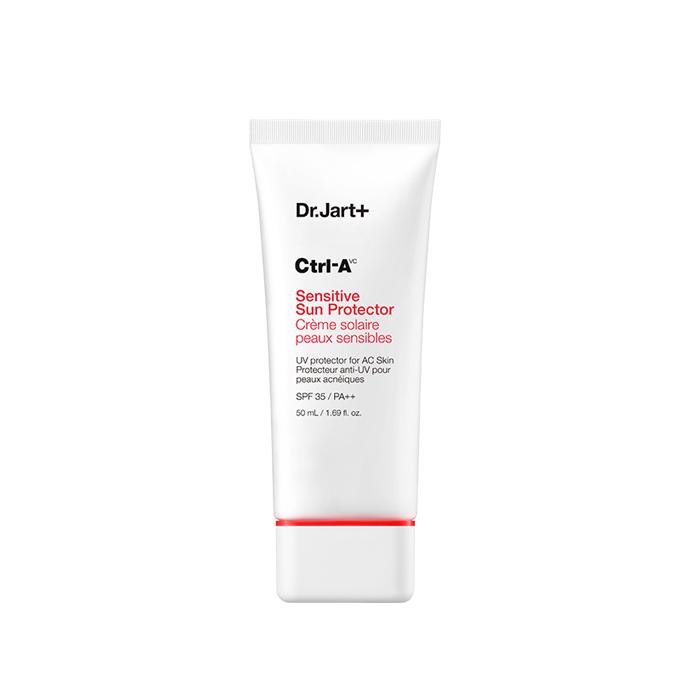 Dr.Jart+
Ctrl-A VC
Sensitive
Sun Protector
Crème solaire
peaux sensibles
UV protector for AC Skin
Protecteur anti-UV pour
peaux acnéiques
SPF 35 / PA++
50 mL / 1.69 fl. oz.